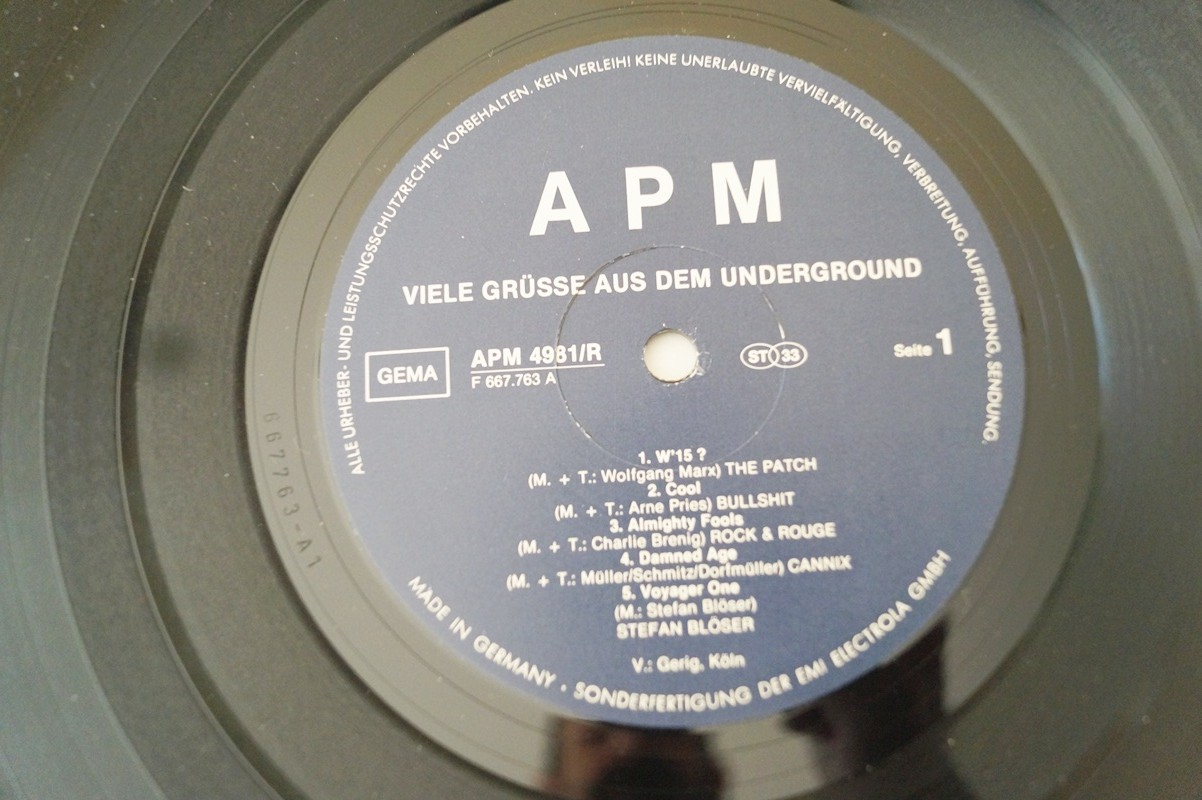 ALLE URHEBER- UND LEISTUNGSSCHUTZRECHTE VORBEHALTEN. KEIN VERLEIH! KEINE UNERLAUBTE VERVIELFÄLTIGUNG, VERBREITUNG, AUFFÜHRUNG, SENDUNG.
APM
VIELE GRÜSSE AUS DEM UNDERGROUND
GEMA
APM 4981/R
F 667.763 A
ST 33
Seite 1
1. W'15 ?
(M. + T.: Wolfgang Marx) THE PATCH
2. Cool
(M. + T.: Arne Pries) BULLSHIT
3. Almighty Fools
(M. + T.: Charlie Brenig) ROCK & ROUGE
4. Damned Age
(M. + T.: Müller/Schmitz/Dorfmüller) CANNIX
5. Voyager One
(M.: Stefan Blöser)
STEFAN BLÖSER
V.: Gerig, Köln
MADE IN GERMANY · SONDERFERTIGUNG DER EMI ELECTROLA GMBH
667763-A1